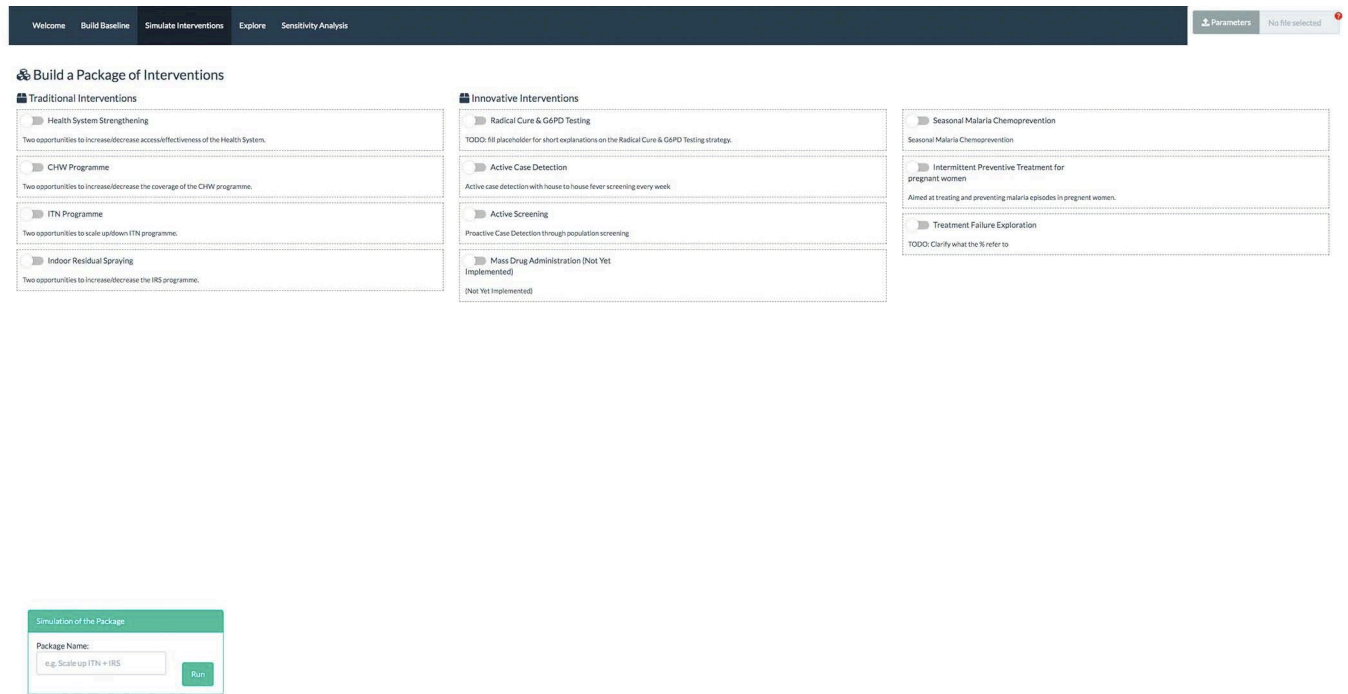 Welcome Build Baseline Simulate Interventions Explore Sensitivity Analysis
Parameters No file selected ?
Build a Package of Interventions
Traditional Interventions
Health System Strengthening
Two opportunities to increase/decrease access/effectiveness of the Health System.
CHW Programme
Two opportunities to increase/decrease the coverage of the CHW programme.
ITN Programme
Two opportunities to scale up/down ITN programme.
Indoor Residual Spraying
Two opportunities to increase/decrease the IRS programme.
Innovative Interventions
Radical Cure & G6PD Testing
TODO: fill placeholder for short explanations on the Radical Cure & G6PD Testing strategy.
Active Case Detection
Active case detection with house to house fever screening every week
Active Screening
Proactive Case Detection through population screening
Mass Drug Administration (Not Yet
Implemented)
(Not Yet Implemented)
Seasonal Malaria Chemoprevention
Seasonal Malaria Chemoprevention
Intermittent Preventive Treatment for
pregnant women
Aimed at treating and preventing malaria episodes in pregnent women.
Treatment Failure Exploration
TODO: Clarify what the % refer to
Simulation of the Package
Package Name:
e.g. Scale up ITN + IRS
Run